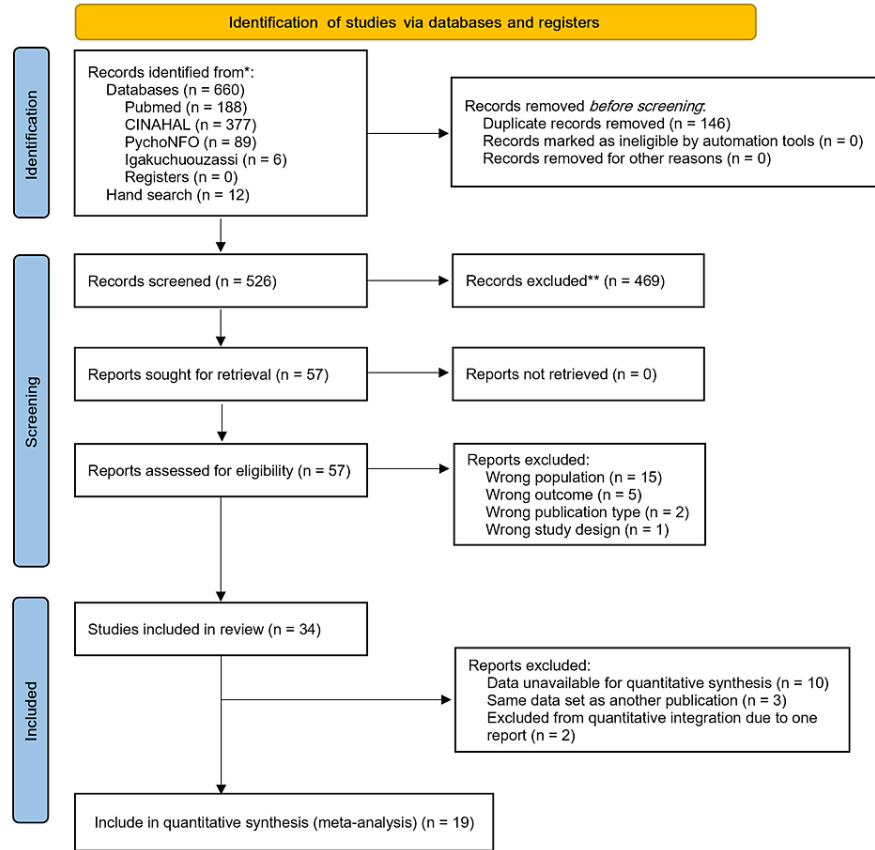 Identification of studies via databases and registers
Identification
Records identified from*:
Databases (n = 660)
Pubmed (n = 188)
CINAHAL (n = 377)
PychoNFO (n = 89)
Igakuchuouzassi (n = 6)
Registers (n = 0)
Hand search (n = 12)
Records removed before screening:
Duplicate records removed (n = 146)
Records marked as ineligible by automation tools (n = 0)
Records removed for other reasons (n = 0)
Screening
Records screened (n = 526)
Records excluded** (n = 469)
Reports sought for retrieval (n = 57)
Reports not retrieved (n = 0)
Reports assessed for eligibility (n = 57)
Reports excluded:
Wrong population (n = 15)
Wrong outcome (n = 5)
Wrong publication type (n = 2)
Wrong study design (n = 1)
Included
Studies included in review (n = 34)
Reports excluded:
Data unavailable for quantitative synthesis (n = 10)
Same data set as another publication (n = 3)
Excluded from quantitative integration due to one
report (n = 2)
Include in quantitative synthesis (meta-analysis) (n = 19)